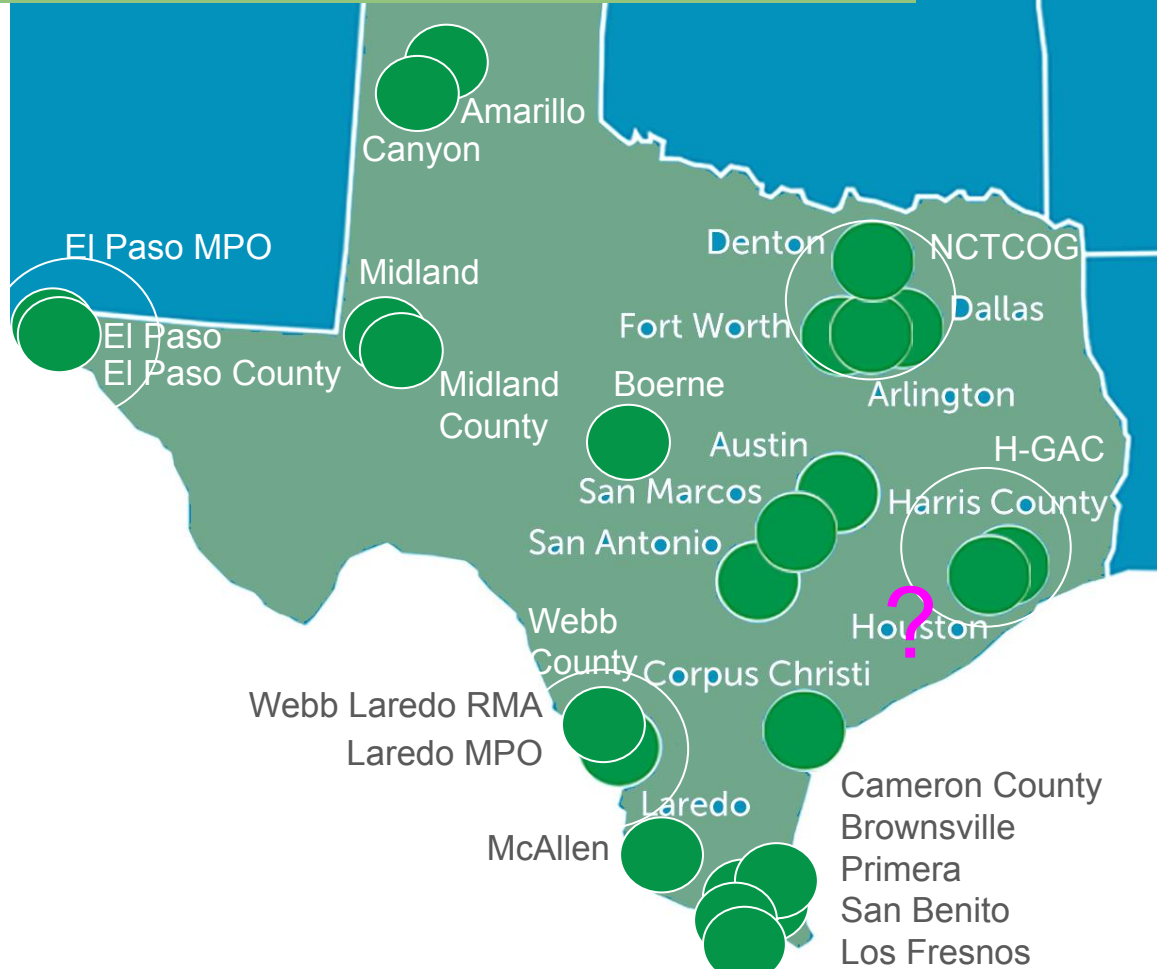 Amarillo
Canyon
El Paso MPO
Midland
Denton
NCTCOG
Dallas
Fort Worth
El Paso
El Paso County
Midland
County
Boerne
Arlington
Austin
H-GAC
San Marcos
Harris County
San Antonio
?
Houston
Webb
County
Corpus Christi
Webb Laredo RMA
Laredo MPO
Laredo
McAllen
Cameron County
Brownsville
Primera
San Benito
Los Fresnos